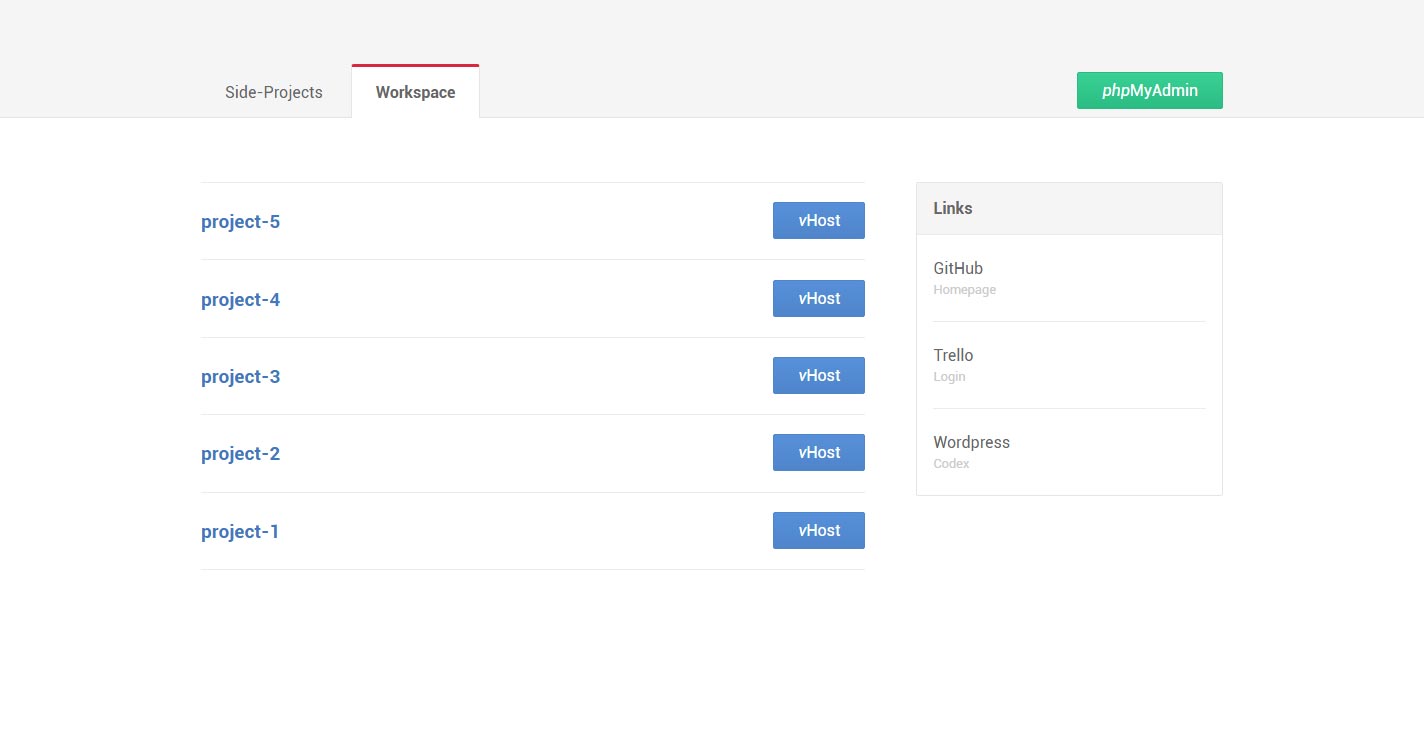 Side-Projects
Workspace
phpMyAdmin
project-5
vHost
project-4
vHost
project-3
vHost
project-2
vHost
project-1
vHost
Links
GitHub
Homepage
Trello
Login
Wordpress
Codex